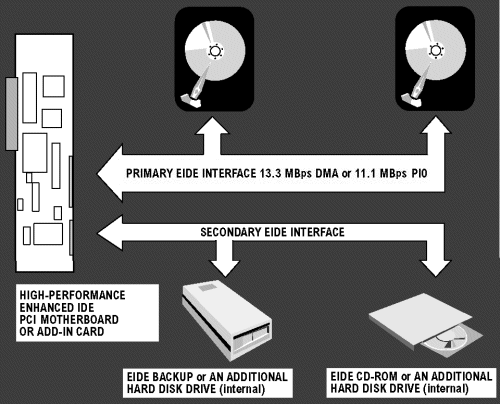 PRIMARY EIDE INTERFACE 13.3 MBps DMA or 11.1 MBps PIO
SECONDARY EIDE INTERFACE
HIGH-PERFORMANCE
ENHANCED IDE
PCI MOTHERBOARD
OR ADD-IN CARD
EIDE BACKUP or AN ADDITIONAL
HARD DISK DRIVE (internal)
EIDE CD-ROM or AN ADDITIONAL
HARD DISK DRIVE (internal)